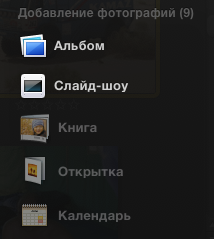 Добавление фотографий (9)
Альбом
Слайд-шоу
Книга
Открытка
Календарь